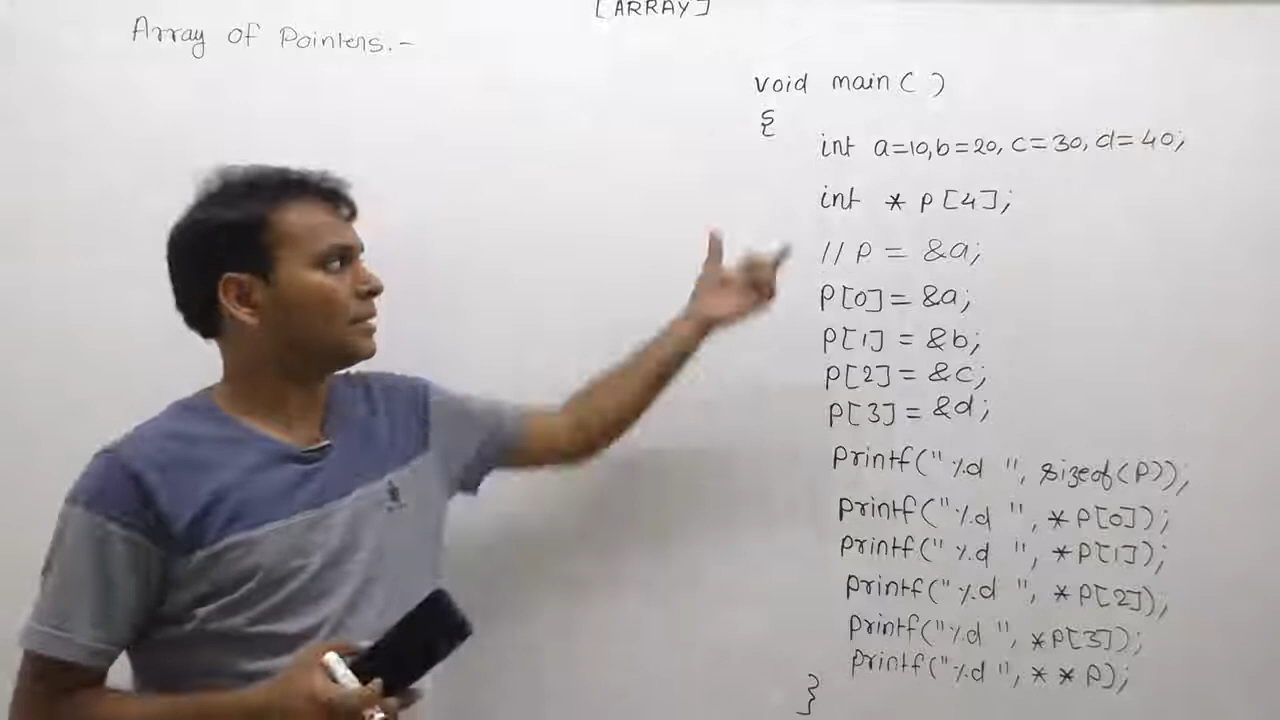 [ARRAY]
Array of Pointers.-
void main( )
{
int a=10,b=20,c=30,d=40;
int * p[4];
//p = &a;
p[0]=&a;
p[1] = &b;
p[2]=&c;
p[3]=&d;
printf("%d ", sizeof(p));
printf("%d ", *p[0]);
printf("%d ", *p[1]);
printf("%d ", *p[2]);
printf("%d ", *p[3]);
printf("%d ", **p);
}